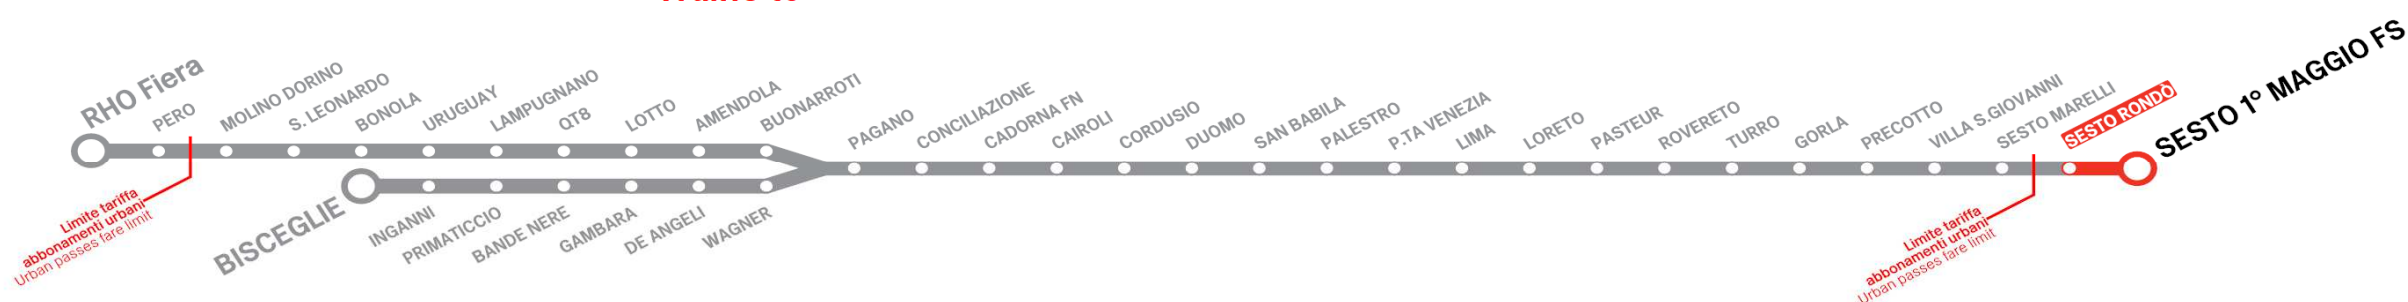 RHO Fiera
PERO
MOLINO DORINO
S. LEONARDO
BONOLA
URUGUAY
LAMPUGNANO
QT8
LOTTO
AMENDOLA
BUONARROTI
PAGANO
CONCILIAZIONE
CADORNA FN
CAIROLI
CORDUSIO
DUOMO
SAN BABILA
PALESTRO
P.TA VENEZIA
LIMA
LORETO
PASTEUR
ROVERETO
TURRO
GORLA
PRECOTTO
VILLA S.GIOVANNI
SESTO MARELLI
SESTO RONDÒ
SESTO 1° MAGGIO FS
Limite tariffa
abbonamenti urbani
Urban passes fare limit
BISCEGLIE
INGANNI
PRIMATICCIO
BANDE NERE
GAMBARA
DE ANGELI
WAGNER
Limite tariffa
abbonamenti urbani
Urban passes fare limit